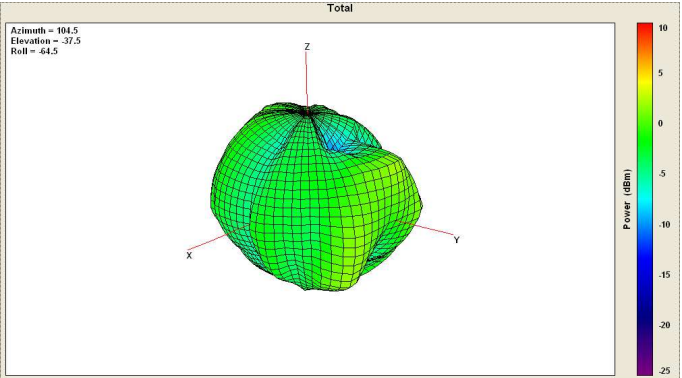 Total
Azimuth = 104.5
Elevation = -37.5
Roll = -64.5
Z
X
Y
Power (dBm)
10
5
0
-5
-10
-15
-20
-25